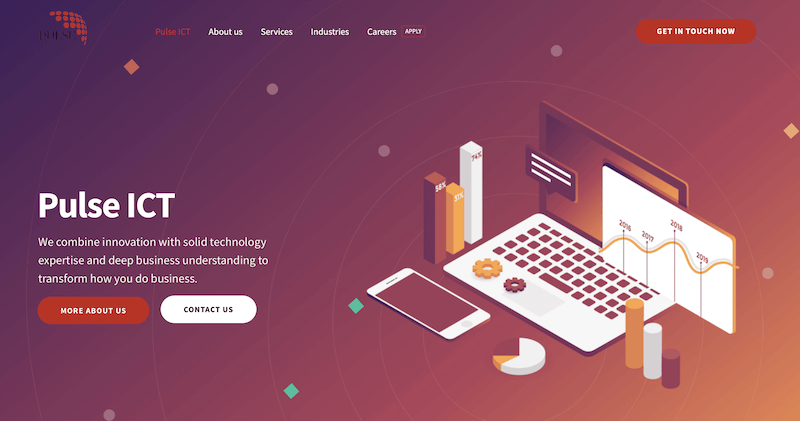 PULSE
Pulse ICT
About us
Services
Industries
Careers
APPLY
GET IN TOUCH NOW
Pulse ICT
We combine innovation with solid technology
expertise and deep business understanding to
transform how you do business.
MORE ABOUT US
CONTACT US
58%
31%
74%
2016
2017
2018
2019